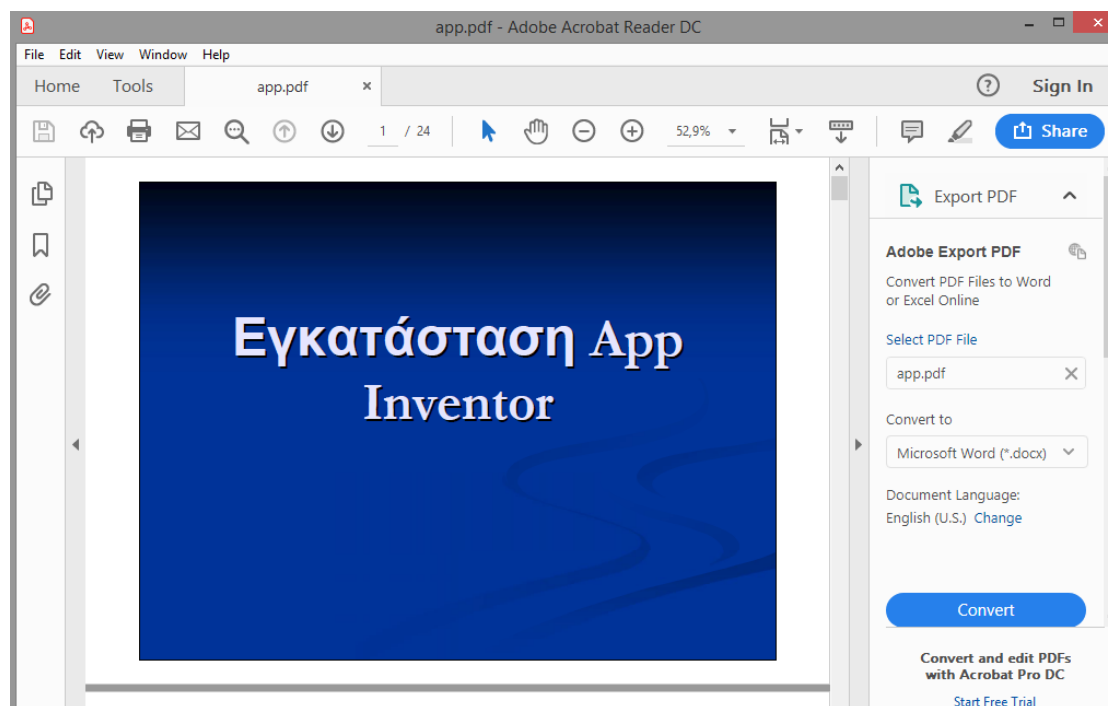 app.pdf - Adobe Acrobat Reader DC
File Edit View Window Help
Home Tools app.pdf × ? Sign In
1 / 24 52,9% Share
Εγκατάσταση App
Inventor
Export PDF
Adobe Export PDF
Convert PDF Files to Word
or Excel Online
Select PDF File
app.pdf
Convert to
Microsoft Word (*.docx)
Document Language:
English (U.S.) Change
Convert
Convert and edit PDFs
with Acrobat Pro DC
Start Free Trial